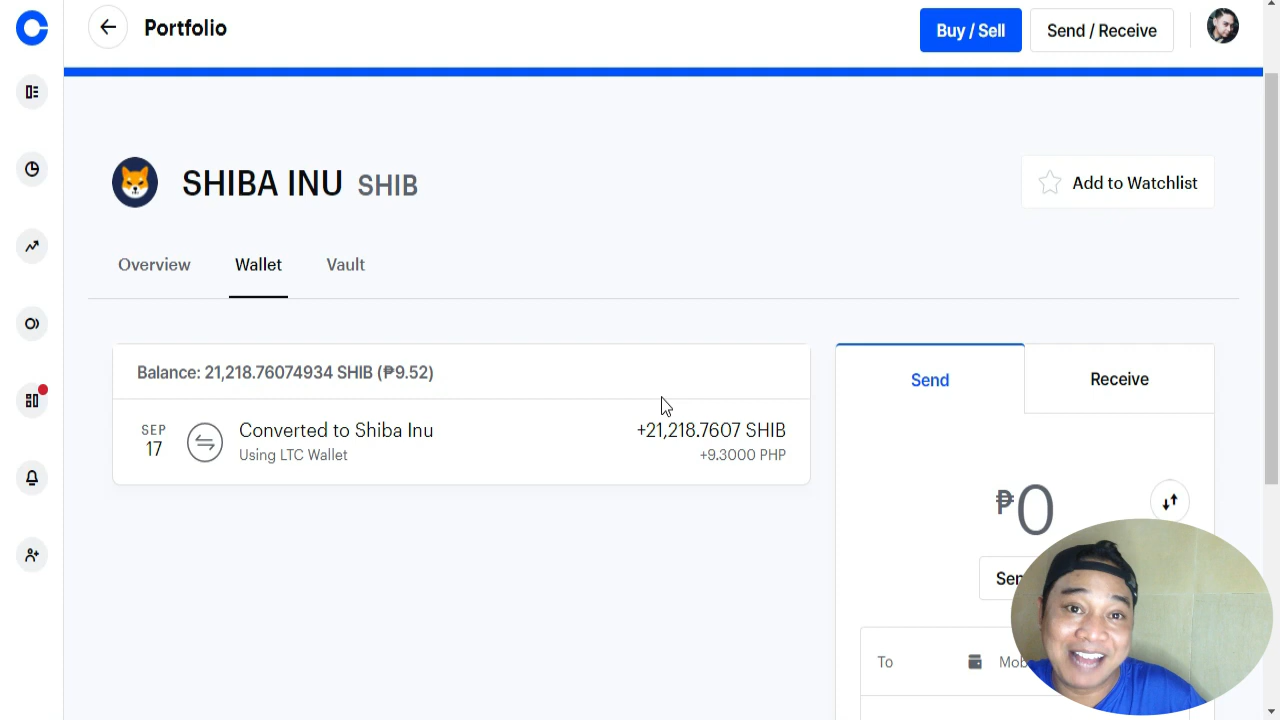 Portfolio
Buy / Sell
Send / Receive
SHIBA INU SHIB
Add to Watchlist
Overview
Wallet
Vault
Balance: 21,218.76074934 SHIB (₱9.52)
SEP
17
Converted to Shiba Inu
Using LTC Wallet
+21,218.7607 SHIB
+9.3000 PHP
Send
Receive
₱0
To